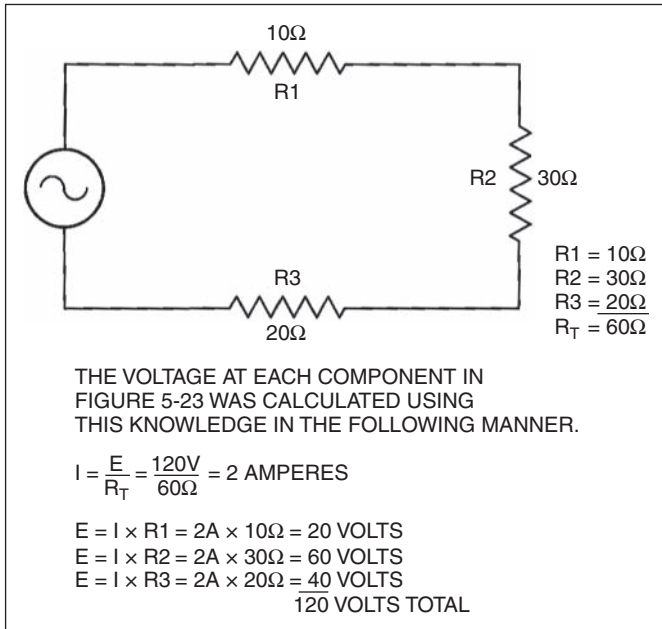 10Ω
R1
R2 30Ω
R3
20Ω
R1 = 10Ω
R2 = 30Ω
R3 = 20Ω
R_T = 60Ω
THE VOLTAGE AT EACH COMPONENT IN
FIGURE 5-23 WAS CALCULATED USING
THIS KNOWLEDGE IN THE FOLLOWING MANNER.
I = E/R_T = 120V/60Ω = 2 AMPERES
E = I × R1 = 2A × 10Ω = 20 VOLTS
E = I × R2 = 2A × 30Ω = 60 VOLTS
E = I × R3 = 2A × 20Ω = 40 VOLTS
120 VOLTS TOTAL